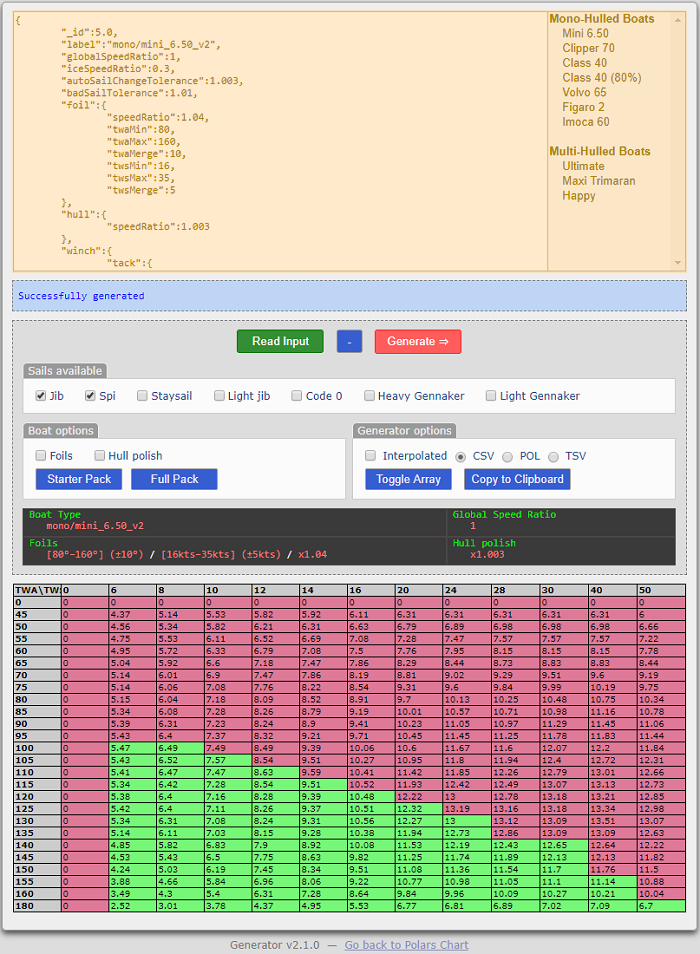 {
"_id":5.0,
"label":"mono/mini_6.50_v2",
"globalSpeedRatio":1,
"iceSpeedRatio":0.3,
"autoSailChangeTolerance":1.003,
"badSailTolerance":1.01,
"foil":{
"speedRatio":1.04,
"twaMin":80,
"twaMax":160,
"twaMerge":10,
"twsMin":16,
"twsMax":35,
"twsMerge":5
},
"hull":{
"speedRatio":1.003
},
"winch":{
"tack":{
Mono-Hulled Boats
Mini 6.50
Clipper 70
Class 40
Class 40 (80%)
Volvo 65
Figaro 2
Imoca 60
Multi-Hulled Boats
Ultimate
Maxi Trimaran
Happy
Successfully generated
Read Input - Generate ⇒
Sails available
Jib Spi Staysail Light jib Code 0 Heavy Gennaker Light Gennaker
Boat options
Foils Hull polish
Starter Pack Full Pack
Generator options
Interpolated CSV POL TSV
Toggle Array Copy to Clipboard
Boat Type
mono/mini_6.50_v2
Global Speed Ratio
1
Foils
[80°-160°] (±10°) / [16kts-35kts] (±5kts) / x1.04
Hull polish
x1.003
TWA\TWS 0 6 8 10 12 14 16 20 24 28 30 40 50
0 0 0 0 0 0 0 0 0 0 0 0 0 0
45 0 4.37 5.14 5.53 5.82 5.92 6.11 6.31 6.31 6.31 6.31 6.31 6
50 0 4.56 5.34 5.82 6.21 6.31 6.63 6.79 6.89 6.98 6.98 6.98 6.66
55 0 4.75 5.53 6.11 6.52 6.69 7.08 7.28 7.47 7.57 7.57 7.57 7.22
60 0 4.95 5.72 6.33 6.79 7.08 7.5 7.76 7.95 8.15 8.15 8.15 7.78
65 0 5.04 5.92 6.6 7.18 7.47 7.86 8.29 8.44 8.73 8.83 8.83 8.44
70 0 5.14 6.01 6.9 7.47 7.86 8.19 8.81 9.02 9.29 9.51 9.6 9.19
75 0 5.14 6.06 7.08 7.76 8.22 8.54 9.31 9.6 9.84 9.99 10.19 9.75
80 0 5.15 6.04 7.18 8.09 8.52 8.91 9.7 10.13 10.25 10.48 10.75 10.34
85 0 5.34 6.08 7.28 8.26 8.79 9.19 10.01 10.57 10.71 10.98 11.16 10.78
90 0 5.39 6.31 7.23 8.24 8.9 9.41 10.23 11.05 10.97 11.29 11.45 11.06
95 0 5.43 6.4 7.37 8.32 9.21 9.71 10.45 11.45 11.25 11.78 11.83 11.44
100 0 5.47 6.49 7.49 8.49 9.39 10.06 10.6 11.67 11.6 12.07 12.2 11.84
105 0 5.43 6.52 7.57 8.54 9.51 10.27 10.95 11.8 11.94 12.4 12.72 12.31
110 0 5.41 6.47 7.47 8.63 9.59 10.41 11.42 11.85 12.26 12.79 13.01 12.66
115 0 5.34 6.42 7.28 8.54 9.51 10.52 11.93 12.42 12.49 13.07 13.13 12.73
120 0 5.38 6.4 7.16 8.28 9.39 10.48 12.22 13 12.78 13.18 13.21 12.85
125 0 5.42 6.4 7.11 8.26 9.37 10.51 12.32 13.19 13.16 13.18 13.34 12.98
130 0 5.34 6.31 7.08 8.24 9.31 10.56 12.27 13 13.12 13.09 13.51 13.07
135 0 5.14 6.11 7.03 8.15 9.28 10.38 11.94 12.73 12.86 13.09 13.09 12.63
140 0 4.85 5.82 6.83 7.9 8.92 10.08 11.53 12.19 12.43 12.65 12.64 12.22
145 0 4.53 5.43 6.5 7.75 8.63 9.82 11.25 11.74 11.89 12.13 12.13 11.82
150 0 4.24 5.03 6.19 7.45 8.34 9.51 11.08 11.36 11.54 11.7 11.76 11.5
155 0 3.88 4.66 5.84 6.96 8.06 9.22 10.77 10.98 11.05 11.1 11.14 10.88
160 0 3.49 4.3 5.4 6.31 7.28 8.64 9.84 9.96 10.09 10.27 10.21 10.04
180 0 2.52 3.01 3.78 4.37 4.95 5.53 6.77 6.81 6.89 7.02 7.09 6.7
Generator v2.1.0 — Go back to Polars Chart